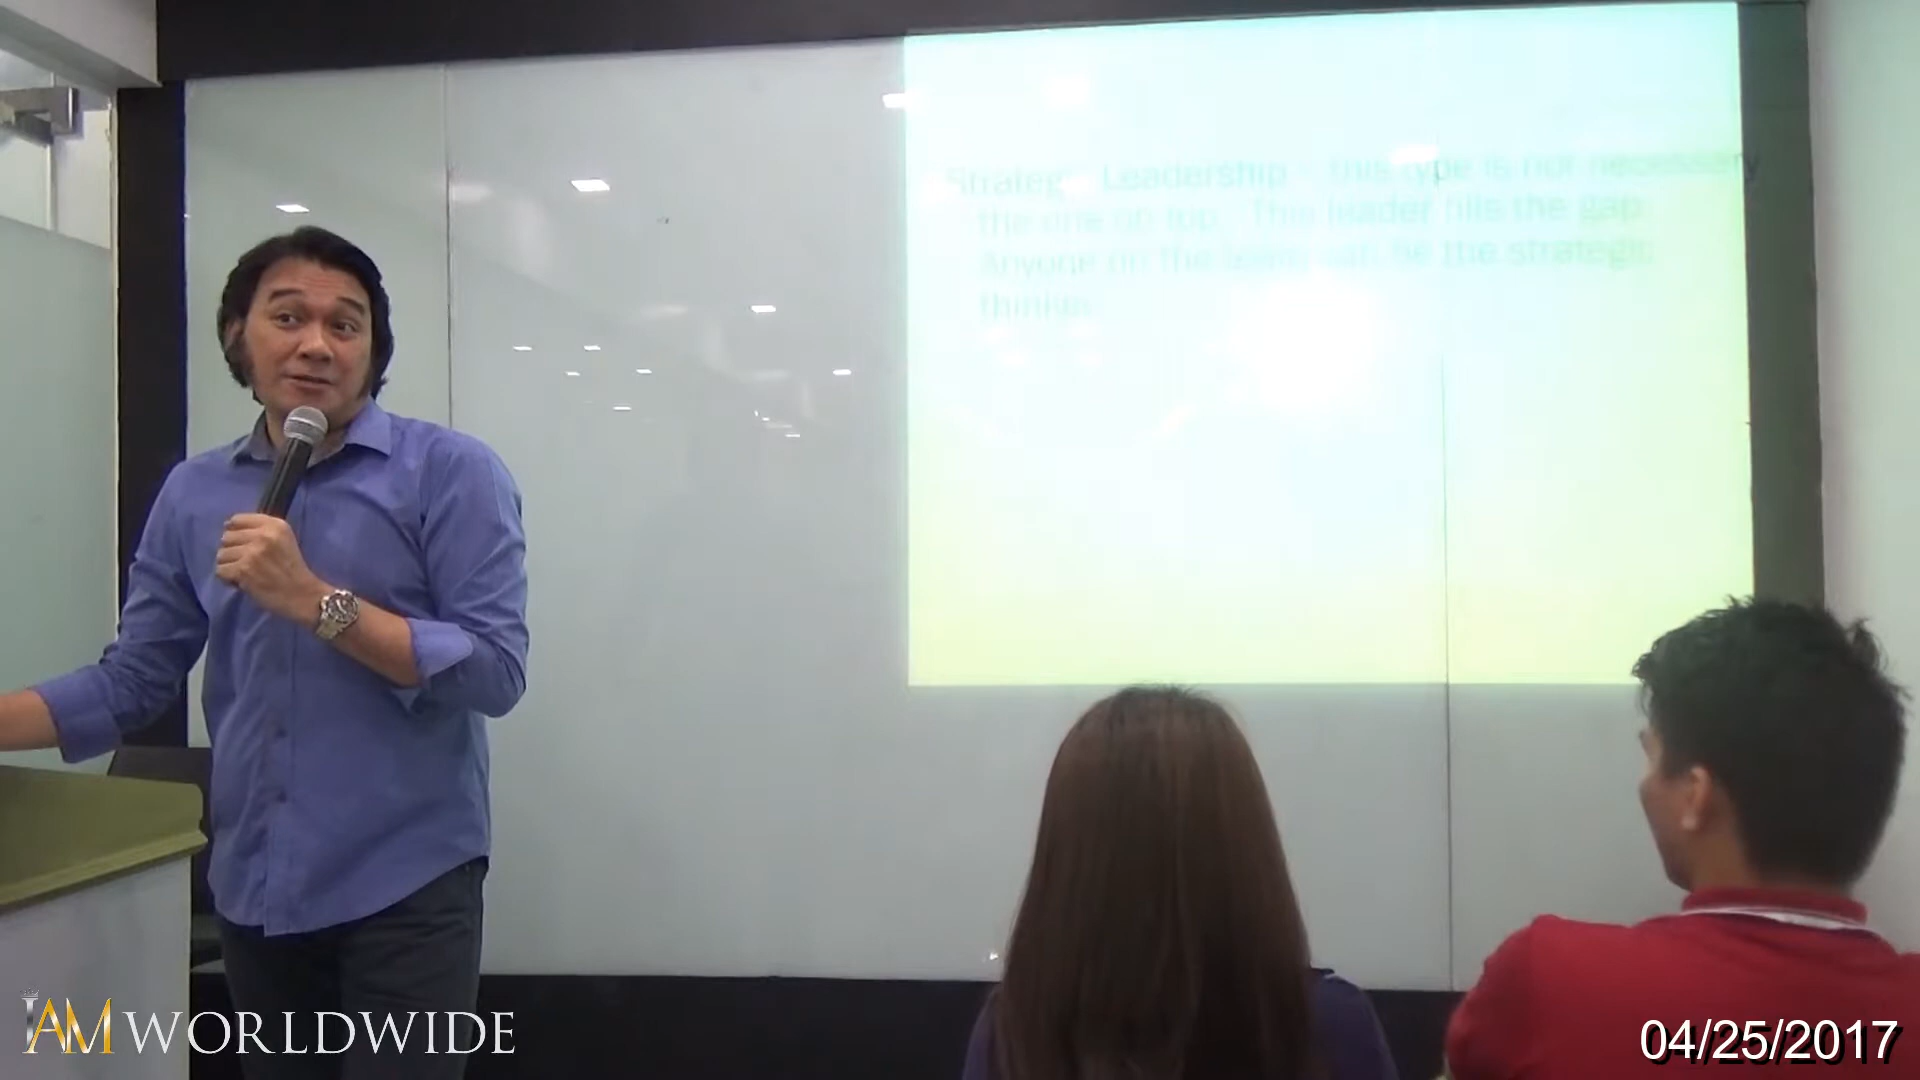 Strategic Leadership - this type is not necessary
the one on top. This leader fills the gap
Anyone on the team can be the strategic
thinker
IAM WORLDWIDE
04/25/2017